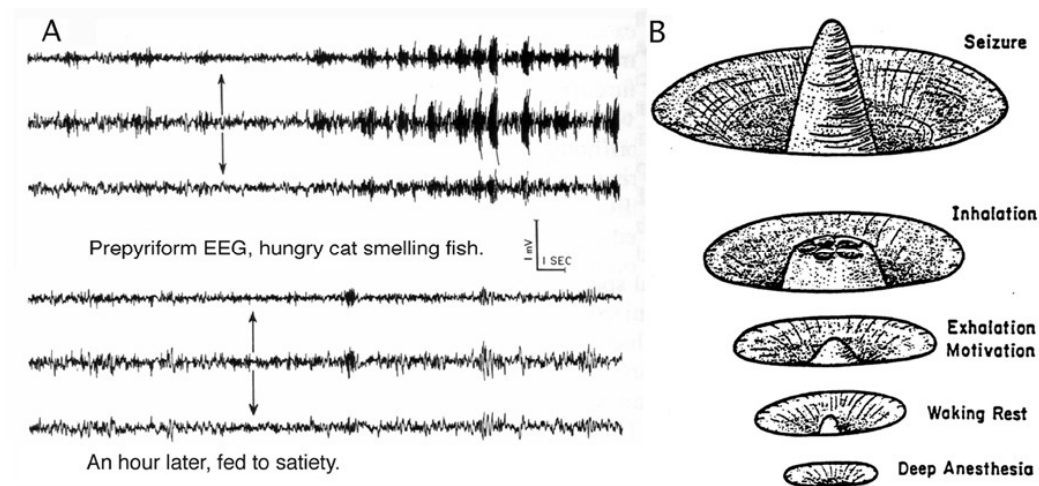 A
Prepyriform EEG, hungry cat smelling fish.
1 mV
1 SEC
An hour later, fed to satiety.
B
Seizure
Inhalation
Exhalation
Motivation
Waking Rest
Deep Anesthesia